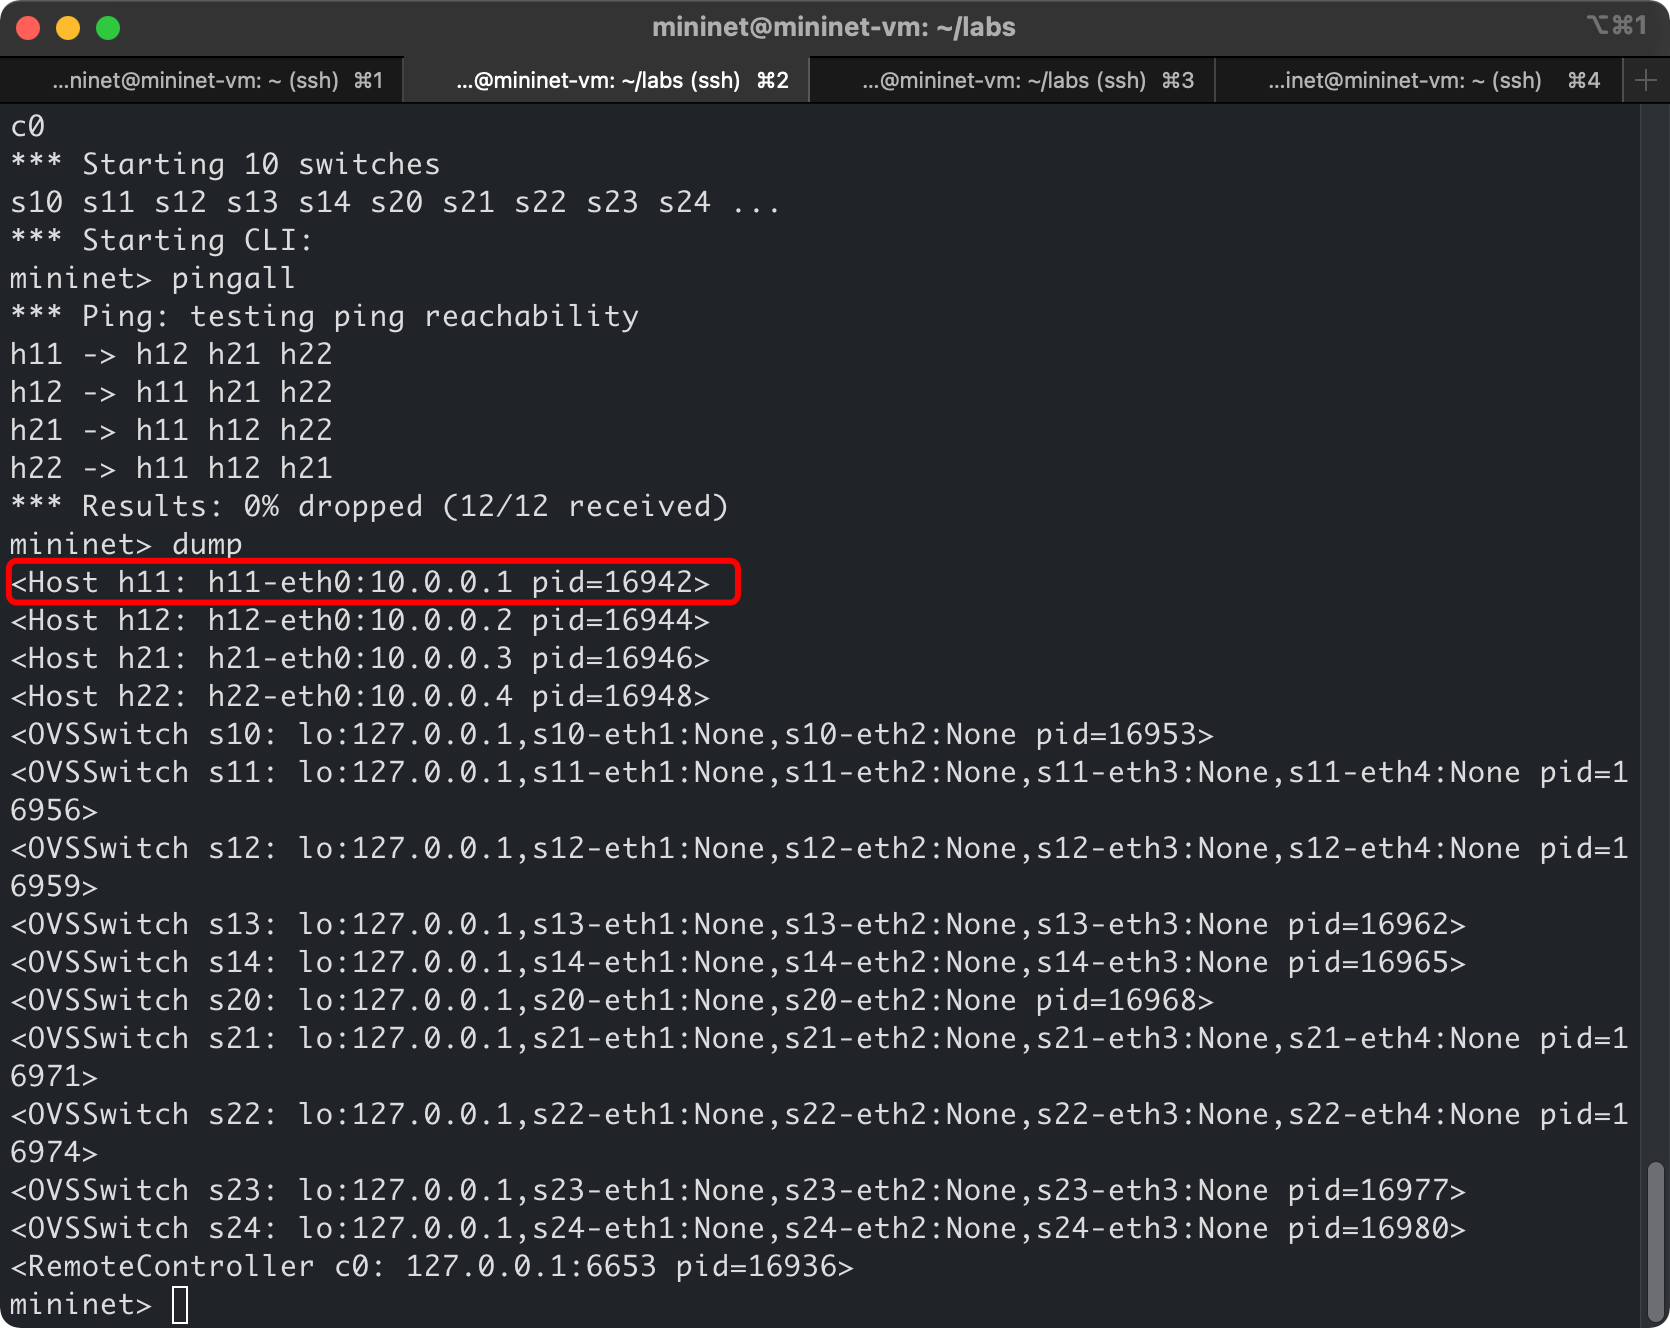 mininet@mininet-vm: ~/labs
⌥⌘1
...ninet@mininet-vm: ~ (ssh) ⌘1
...@mininet-vm: ~/labs (ssh) ⌘2
...@mininet-vm: ~/labs (ssh) ⌘3
...inet@mininet-vm: ~ (ssh) ⌘4
c0
*** Starting 10 switches
s10 s11 s12 s13 s14 s20 s21 s22 s23 s24 ...
*** Starting CLI:
mininet> pingall
*** Ping: testing ping reachability
h11 -> h12 h21 h22
h12 -> h11 h21 h22
h21 -> h11 h12 h22
h22 -> h11 h12 h21
*** Results: 0% dropped (12/12 received)
mininet> dump
<Host h11: h11-eth0:10.0.0.1 pid=16942>
<Host h12: h12-eth0:10.0.0.2 pid=16944>
<Host h21: h21-eth0:10.0.0.3 pid=16946>
<Host h22: h22-eth0:10.0.0.4 pid=16948>
<OVSSwitch s10: lo:127.0.0.1,s10-eth1:None,s10-eth2:None pid=16953>
<OVSSwitch s11: lo:127.0.0.1,s11-eth1:None,s11-eth2:None,s11-eth3:None,s11-eth4:None pid=1
6956>
<OVSSwitch s12: lo:127.0.0.1,s12-eth1:None,s12-eth2:None,s12-eth3:None,s12-eth4:None pid=1
6959>
<OVSSwitch s13: lo:127.0.0.1,s13-eth1:None,s13-eth2:None,s13-eth3:None pid=16962>
<OVSSwitch s14: lo:127.0.0.1,s14-eth1:None,s14-eth2:None,s14-eth3:None pid=16965>
<OVSSwitch s20: lo:127.0.0.1,s20-eth1:None,s20-eth2:None pid=16968>
<OVSSwitch s21: lo:127.0.0.1,s21-eth1:None,s21-eth2:None,s21-eth3:None,s21-eth4:None pid=1
6971>
<OVSSwitch s22: lo:127.0.0.1,s22-eth1:None,s22-eth2:None,s22-eth3:None,s22-eth4:None pid=1
6974>
<OVSSwitch s23: lo:127.0.0.1,s23-eth1:None,s23-eth2:None,s23-eth3:None pid=16977>
<OVSSwitch s24: lo:127.0.0.1,s24-eth1:None,s24-eth2:None,s24-eth3:None pid=16980>
<RemoteController c0: 127.0.0.1:6653 pid=16936>
mininet>